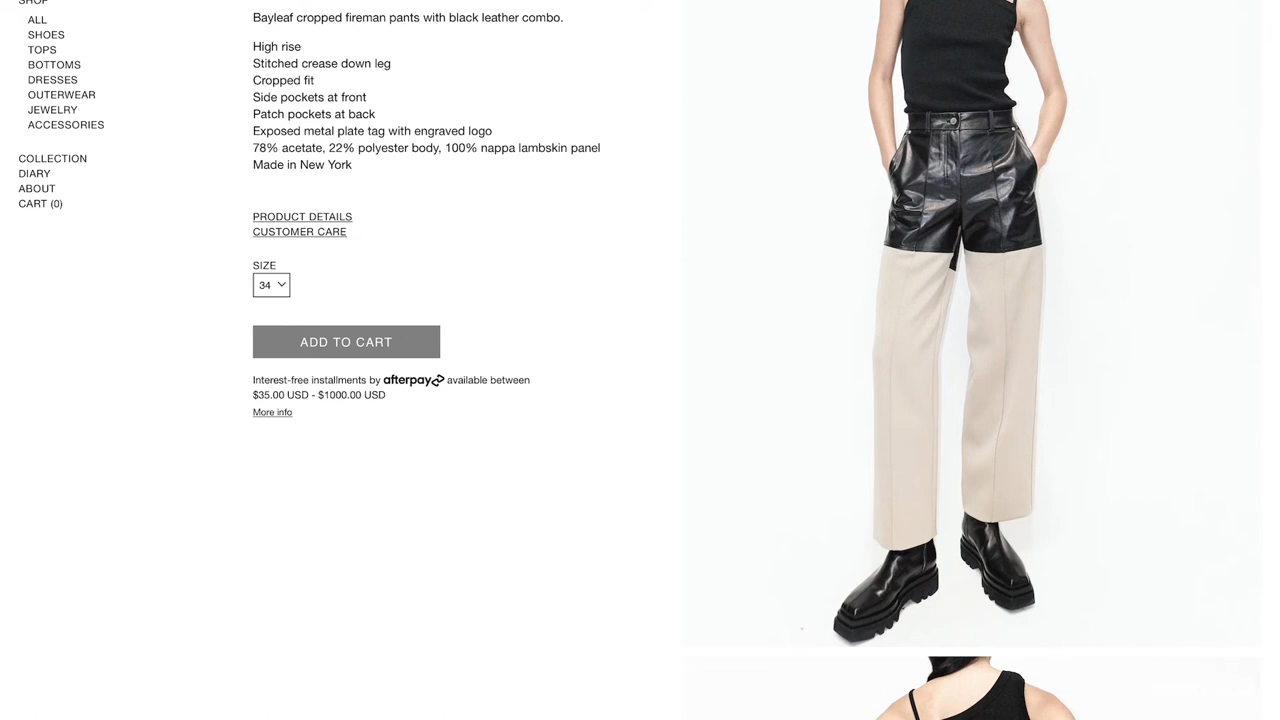 SHOP
ALL
SHOES
TOPS
BOTTOMS
DRESSES
OUTERWEAR
JEWELRY
ACCESSORIES
COLLECTION
DIARY
ABOUT
CART (0)
Bayleaf cropped fireman pants with black leather combo.
High rise
Stitched crease down leg
Cropped fit
Side pockets at front
Patch pockets at back
Exposed metal plate tag with engraved logo
78% acetate, 22% polyester body, 100% nappa lambskin panel
Made in New York
PRODUCT DETAILS
CUSTOMER CARE
SIZE
34
ADD TO CART
Interest-free installments by afterpay available between
$35.00 USD - $1000.00 USD
More info